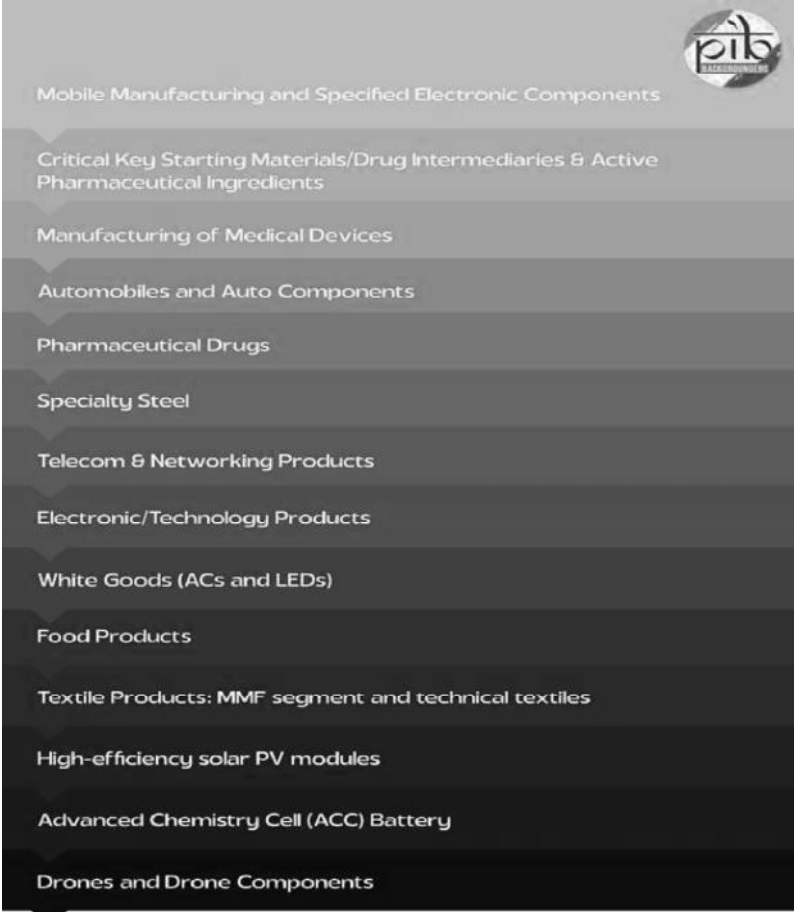 pib
BACKGROUNDERS
Mobile Manufacturing and Specified Electronic Components
Critical Key Starting Materials/Drug Intermediaries & Active
Pharmaceutical Ingredients
Manufacturing of Medical Devices
Automobiles and Auto Components
Pharmaceutical Drugs
Specialty Steel
Telecom & Networking Products
Electronic/Technology Products
White Goods (ACs and LEDs)
Food Products
Textile Products: MMF segment and technical textiles
High-efficiency solar PV modules
Advanced Chemistry Cell (ACC) Battery
Drones and Drone Components